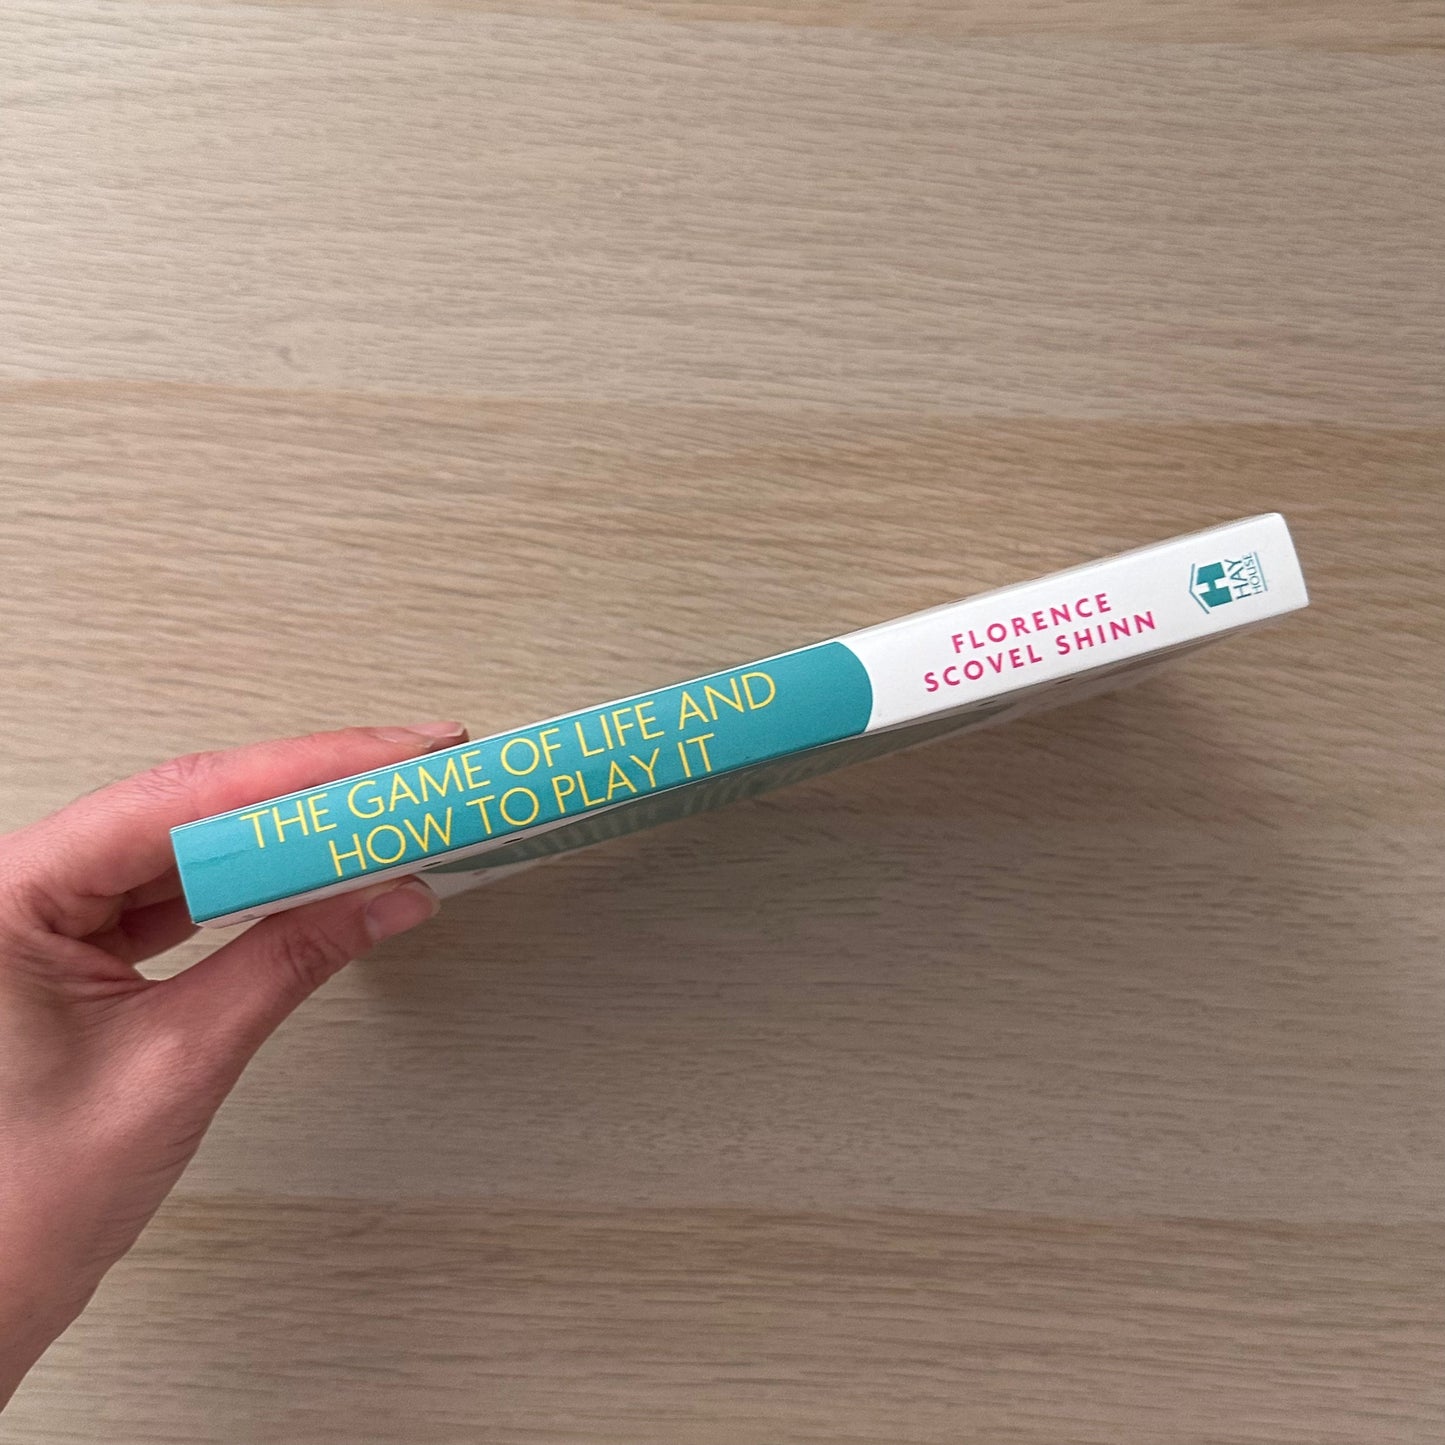 THE GAME OF LIFE AND
HOW TO PLAY IT
FLORENCE
SCOVEL SHINN
HAY
HOUSE